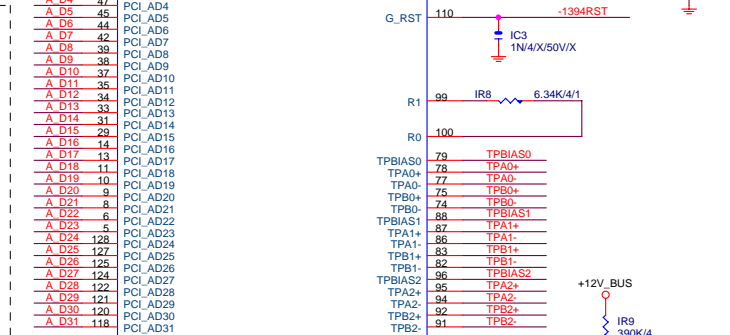 A_D4 47 PCI_AD4
A_D5 45 PCI_AD5
A_D6 44 PCI_AD6
A_D7 42 PCI_AD7
A_D8 39 PCI_AD8
A_D9 38 PCI_AD9
A_D10 37 PCI_AD10
A_D11 35 PCI_AD11
A_D12 34 PCI_AD12
A_D13 33 PCI_AD13
A_D14 31 PCI_AD14
A_D15 29 PCI_AD15
A_D16 14 PCI_AD16
A_D17 13 PCI_AD17
A_D18 11 PCI_AD18
A_D19 10 PCI_AD19
A_D20 9 PCI_AD20
A_D21 8 PCI_AD21
A_D22 6 PCI_AD22
A_D23 5 PCI_AD23
A_D24 128 PCI_AD24
A_D25 127 PCI_AD25
A_D26 125 PCI_AD26
A_D27 124 PCI_AD27
A_D28 122 PCI_AD28
A_D29 121 PCI_AD29
A_D30 120 PCI_AD30
A_D31 118 PCI_AD31
G_RST 110 -1394RST
IC3
1N/4/X/50V/X
R1 99 IR8 6.34K/4/1
R0 100
TPBIAS0 79 TPBIAS0
TPA0+ 78 TPA0+
TPA0- 77 TPA0-
TPB0+ 75 TPB0+
TPB0- 74 TPB0-
TPBIAS1 88 TPBIAS1
TPA1+ 87 TPA1+
TPA1- 86 TPA1-
TPB1+ 83 TPB1+
TPB1- 82 TPB1-
TPBIAS2 96 TPBIAS2
TPA2+ 95 TPA2+
TPA2- 94 TPA2-
TPB2+ 92 TPB2+
TPB2- 91 TPB2-
+12V_BUS
IR9
390K/4